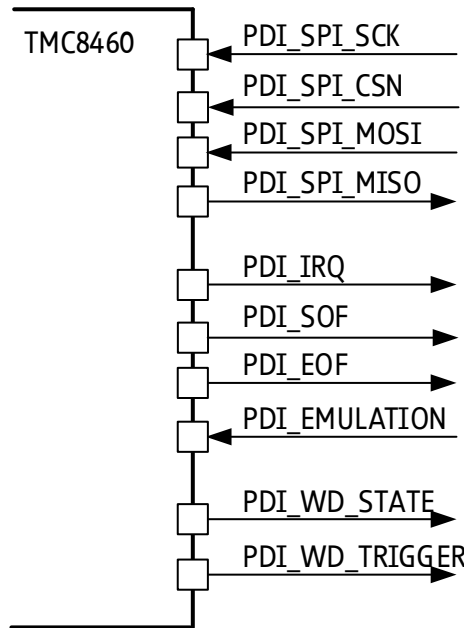 TMC8460
PDI_SPI_SCK
PDI_SPI_CSN
PDI_SPI_MOSI
PDI_SPI_MISO
PDI_IRQ
PDI_SOF
PDI_EOF
PDI_EMULATION
PDI_WD_STATE
PDI_WD_TRIGGER